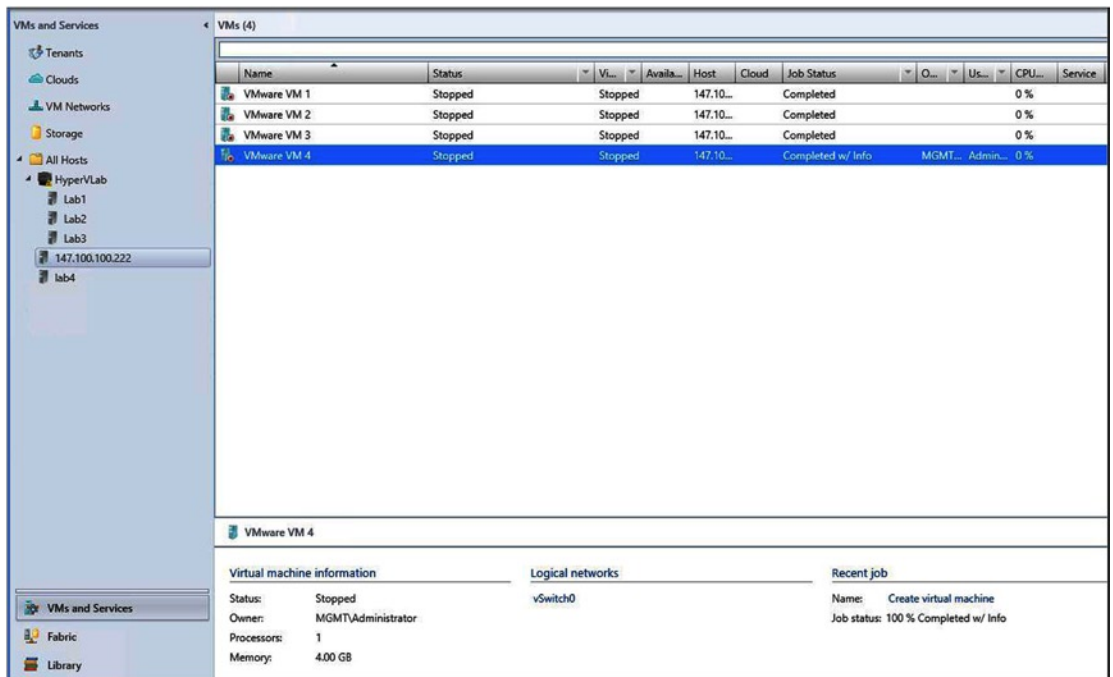 VMs and Services
Tenants
Clouds
VM Networks
Storage
All Hosts
HyperVLab
Lab1
Lab2
Lab3
147.100.100.222
lab4
VMs and Services
Fabric
Library
VMs (4)
Name Status Vi... Availa... Host Cloud Job Status O... Us... CPU... Service
VMware VM 1 Stopped Stopped 147.10... Completed 0 %
VMware VM 2 Stopped Stopped 147.10... Completed 0 %
VMware VM 3 Stopped Stopped 147.10... Completed 0 %
VMware VM 4 Stopped Stopped 147.10... Completed w/ Info MGMT... Admin... 0 %
VMware VM 4
Virtual machine information
Status: Stopped
Owner: MGMT\Administrator
Processors: 1
Memory: 4.00 GB
Logical networks
vSwitch0
Recent job
Name: Create virtual machine
Job status: 100 % Completed w/ Info